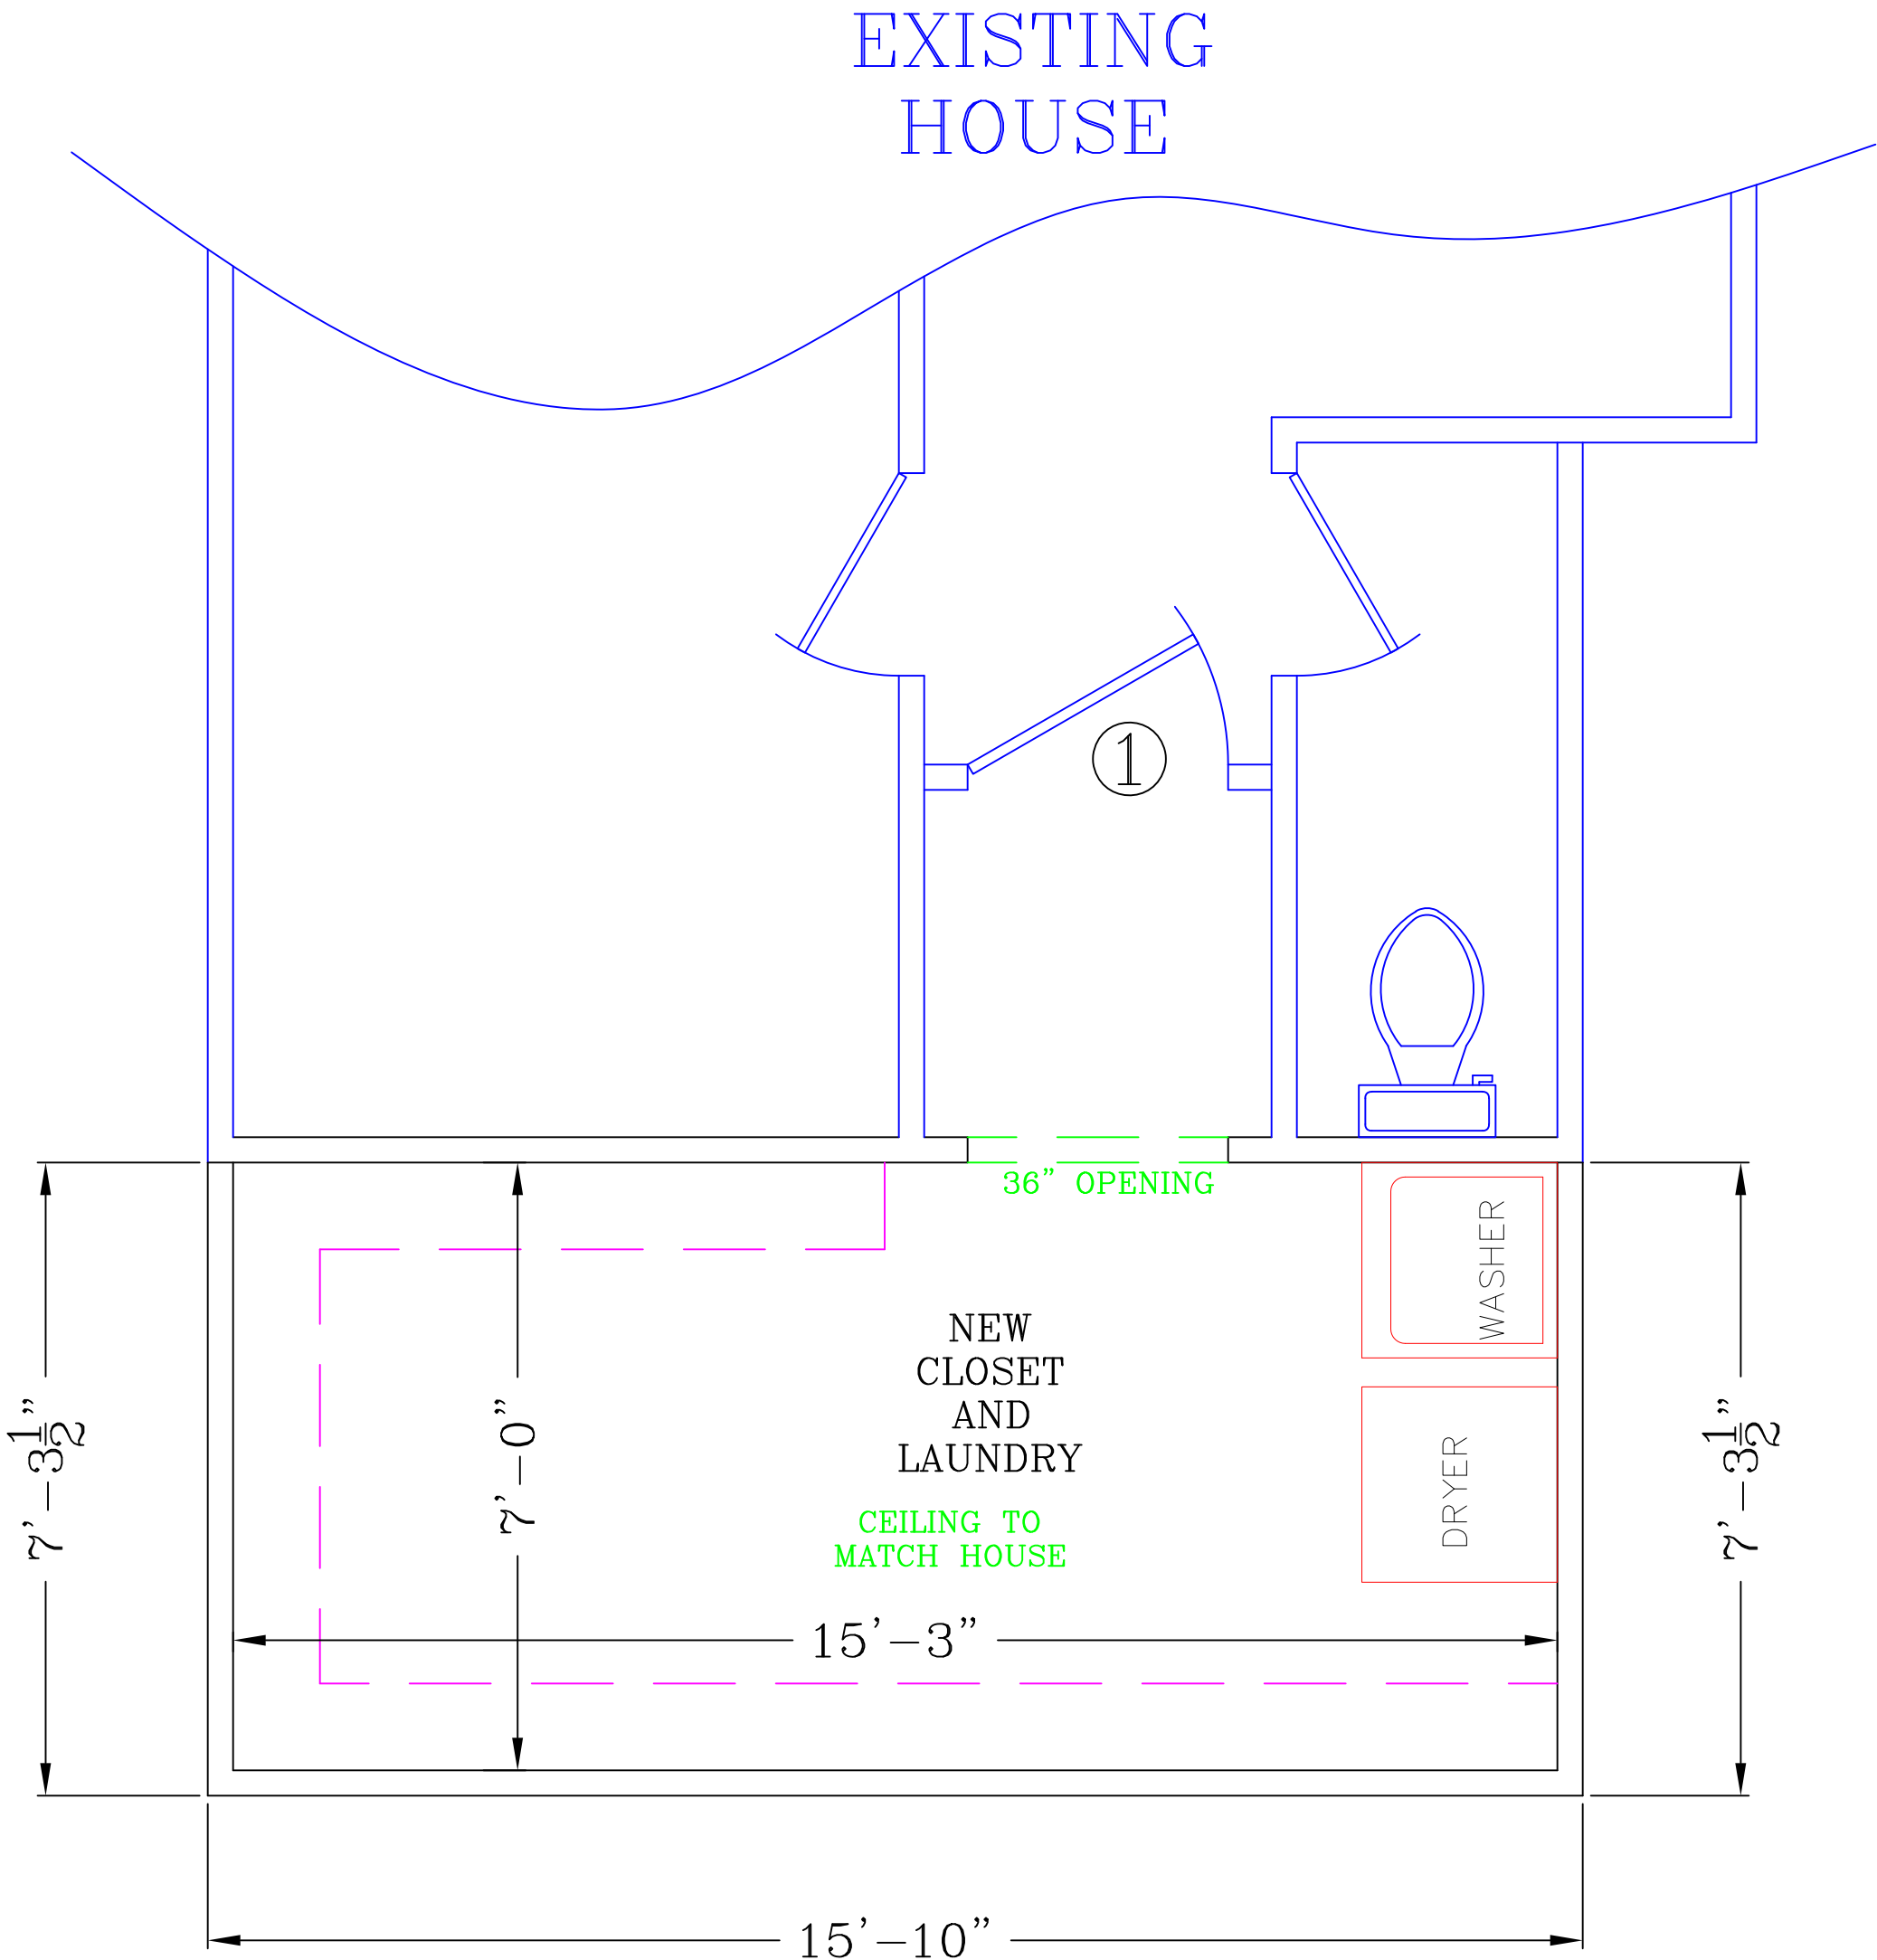 EXISTING
HOUSE
1
36" OPENING
WASHER
NEW
CLOSET
AND
LAUNDRY
DRYER
CEILING TO
MATCH HOUSE
7'-3½"
7'-0"
7'-3½"
15'-3"
15'-10"